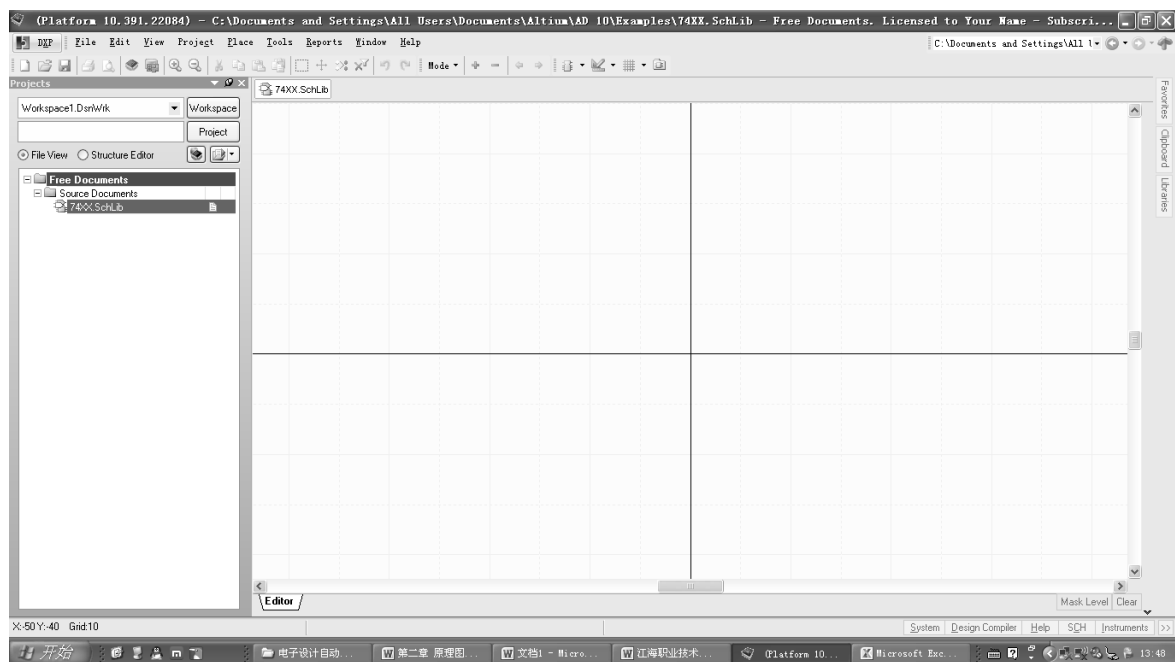 (Platform 10.391.22084) - C:\Documents and Settings\All Users\Documents\Altium\AD 10\Examples\74XX.SchLib - Free Documents. Licensed to Your Name - Subscri...
DXP File Edit View Project Place Tools Reports Window Help
C:\Documents and Settings\All
Mode
Projects
74XX.SchLib
Workspace1.DsnWrk Workspace
Project
File View Structure Editor
Free Documents
Source Documents
74XX.SchLib
Favorites
Clipboard
Libraries
Editor
Mask Level Clear
X:-50 Y:-40 Grid:10
System Design Compiler Help SCH Instruments >>
开始 电子设计自动... 第二章 原理图... 文档1 - Micro... 江海职业技术... (Platform 10... Microsoft Exc... 13:48